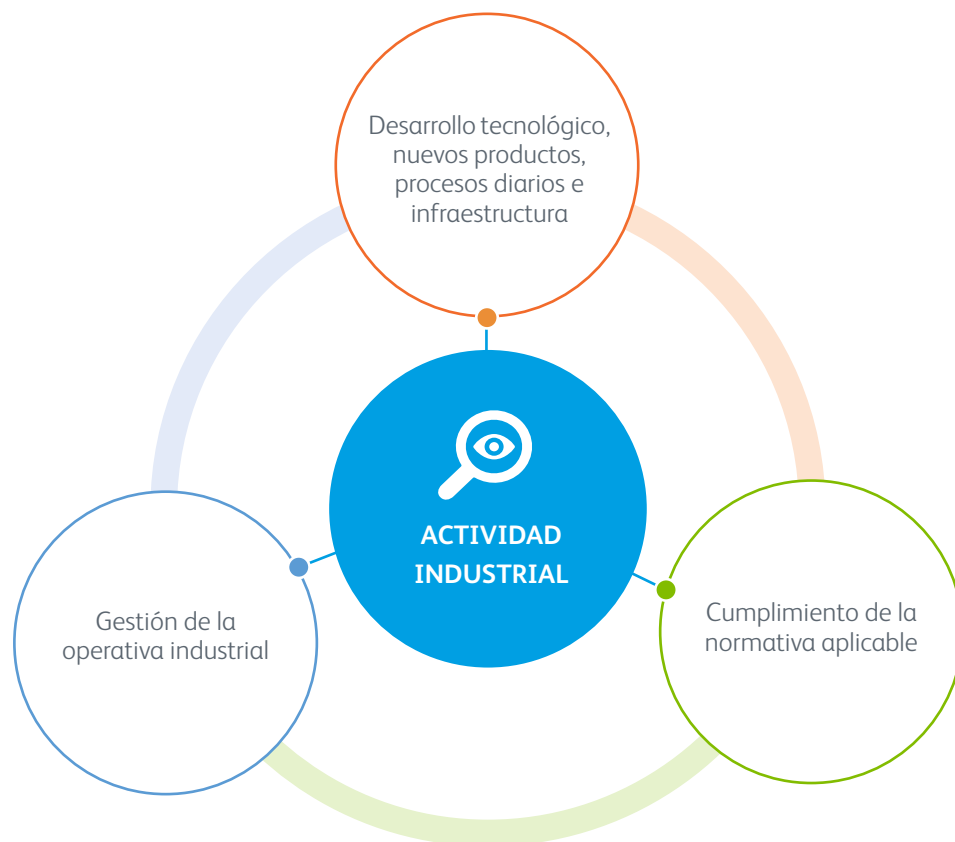 Desarrollo tecnológico,
nuevos productos,
procesos diarios e
infraestructura
ACTIVIDAD
INDUSTRIAL
Gestión de la
operativa industrial
Cumplimiento de la
normativa aplicable